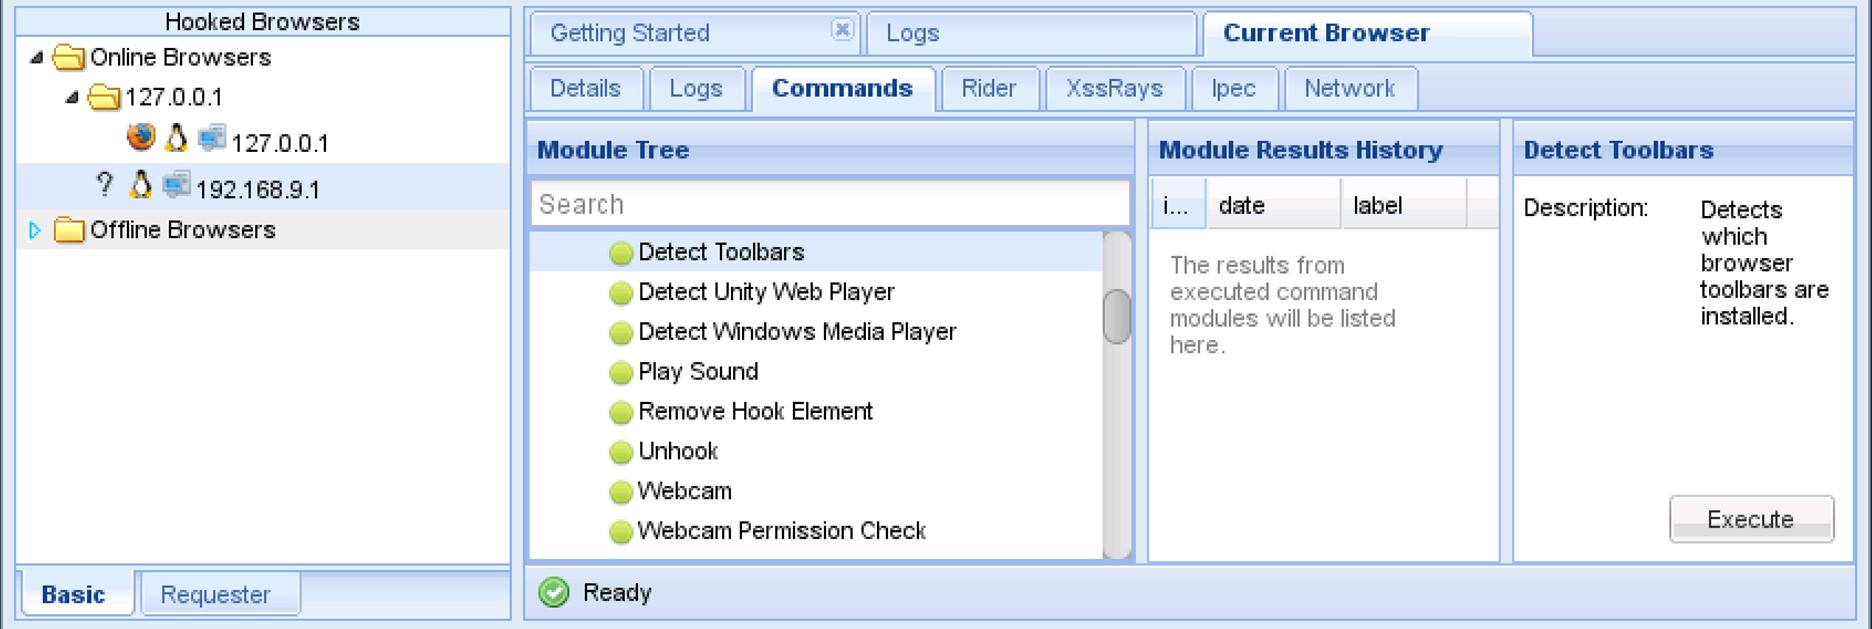 Hooked Browsers
Online Browsers
127.0.0.1
127.0.0.1
192.168.9.1
Offline Browsers
Basic
Requester
Getting Started
Logs
Current Browser
Details
Logs
Commands
Rider
XssRays
Ipec
Network
Module Tree
Search
Detect Toolbars
Detect Unity Web Player
Detect Windows Media Player
Play Sound
Remove Hook Element
Unhook
Webcam
Webcam Permission Check
Module Results History
i... date label
The results from
executed command
modules will be listed
here.
Detect Toolbars
Description: Detects
which
browser
toolbars are
installed.
Execute
Ready